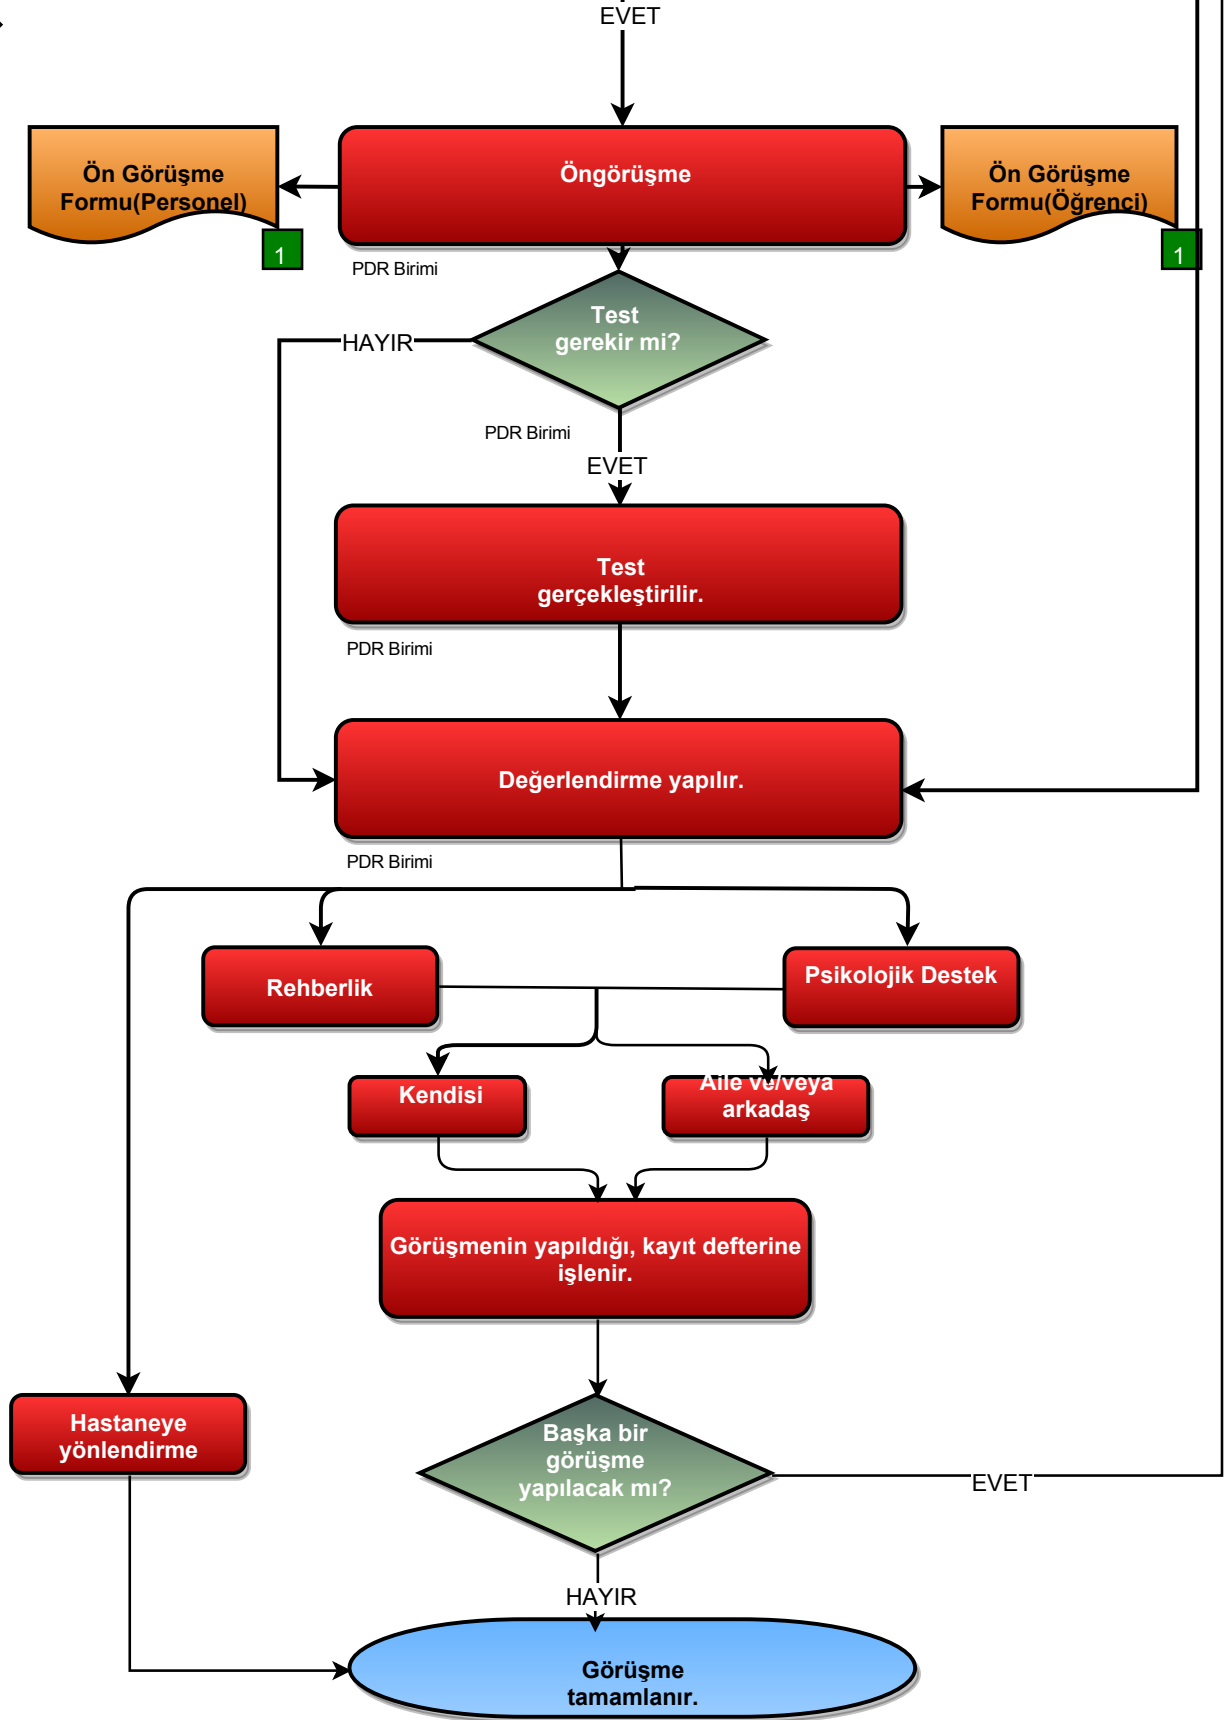 EVET
Ön Görüşme
Formu(Personel)
1
Öngörüşme
Ön Görüşme
Formu(Öğrenci)
1
PDR Birimi
Test
gerekir mi?
HAYIR
PDR Birimi
EVET
Test
gerçekleştirilir.
PDR Birimi
Değerlendirme yapılır.
PDR Birimi
Rehberlik
Psikolojik Destek
Kendisi
Aile ve/veya
arkadaş
Görüşmenin yapıldığı, kayıt defterine
işlenir.
Hastaneye
yönlendirme
Başka bir
görüşme
yapılacak mı?
EVET
HAYIR
Görüşme
tamamlanır.